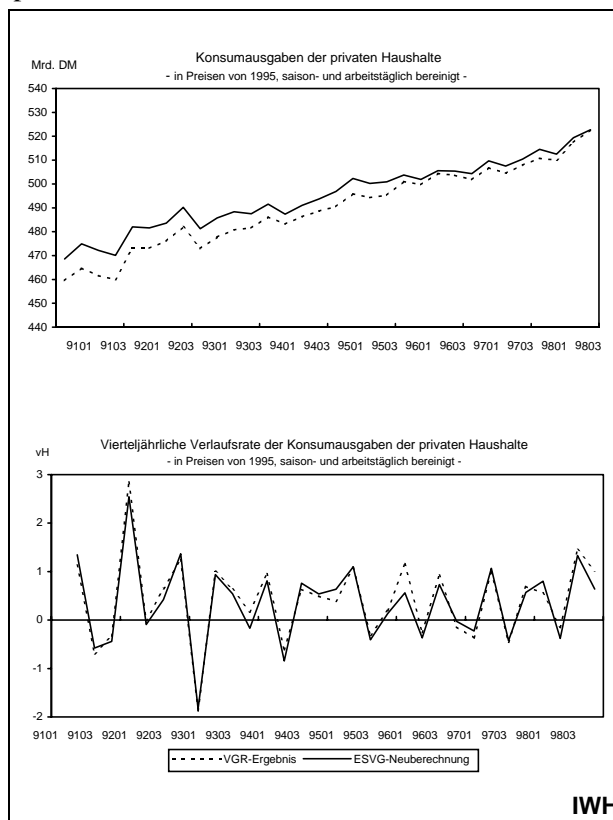 Konsumausgaben der privaten Haushalte
Mrd. DM
- in Preisen von 1995, saison- und arbeitstäglich bereinigt -
540
530
520
510
500
490
480
470
460
450
440
9101 9103 9201 9203 9301 9303 9401 9403 9501 9503 9601 9603 9701 9703 9801 9803
Vierteljährliche Verlaufsrate der Konsumausgaben der privaten Haushalte
vH
- in Preisen von 1995, saison- und arbeitstäglich bereinigt -
3
2
1
0
-1
-2
9101 9103 9201 9203 9301 9303 9401 9403 9501 9503 9601 9603 9701 9703 9801 9803
VGR-Ergebnis ESVG-Neuberechnung
IWH